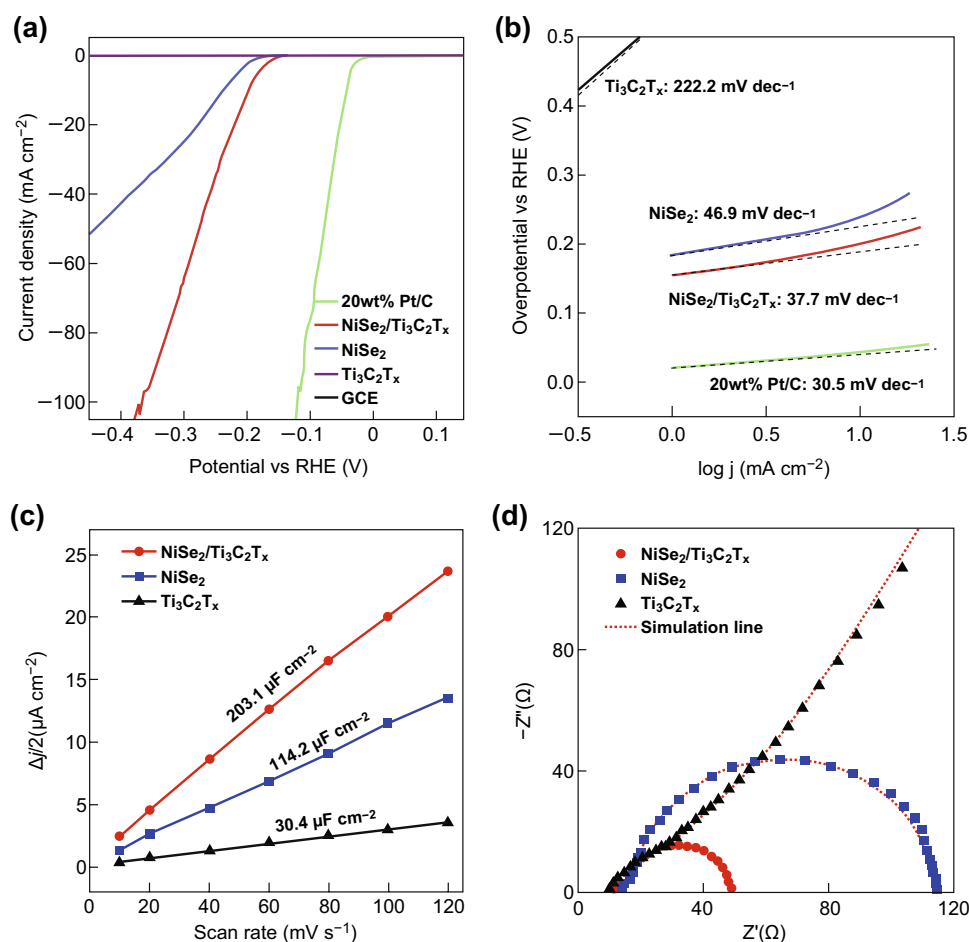 (a)
0
−20
−40
−60
−80
−100
Current density (mA cm⁻²)
20wt% Pt/C
NiSe₂/Ti₃C₂Tₓ
NiSe₂
Ti₃C₂Tₓ
GCE
−0.4 −0.3 −0.2 −0.1 0 0.1
Potential vs RHE (V)
(b)
0.5
0.4
0.3
0.2
0.1
0.0
Overpotential vs RHE (V)
Ti₃C₂Tₓ: 222.2 mV dec⁻¹
NiSe₂: 46.9 mV dec⁻¹
NiSe₂/Ti₃C₂Tₓ: 37.7 mV dec⁻¹
20wt% Pt/C: 30.5 mV dec⁻¹
−0.5 0.0 0.5 1.0 1.5
log j (mA cm⁻²)
(c)
25
20
15
10
5
0
Δj/2(μA cm⁻²)
NiSe₂/Ti₃C₂Tₓ
NiSe₂
Ti₃C₂Tₓ
203.1 μF cm⁻²
114.2 μF cm⁻²
30.4 μF cm⁻²
0 20 40 60 80 100 120
Scan rate (mV s⁻¹)
(d)
120
80
40
0
−Z″(Ω)
NiSe₂/Ti₃C₂Tₓ
NiSe₂
Ti₃C₂Tₓ
Simulation line
0 40 80 120
Z′(Ω)